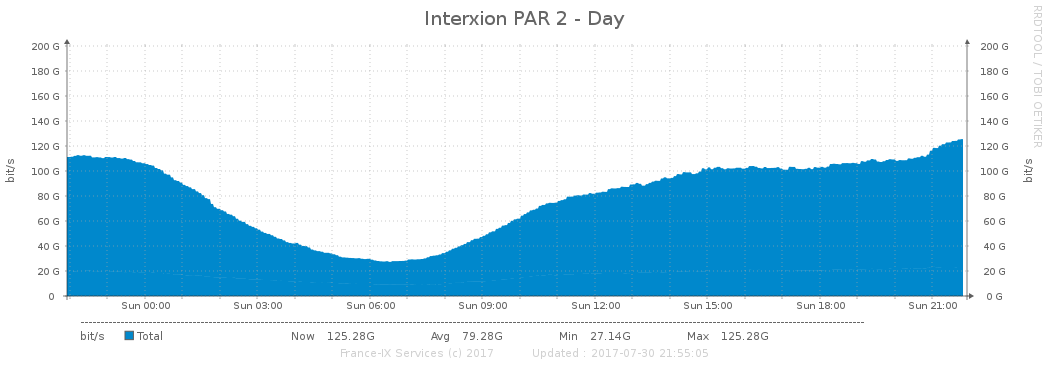 Interxion PAR 2 - Day
RRDTOOL / TOBI OETIKER
200 G 200 G
180 G 180 G
160 G 160 G
140 G 140 G
120 G 120 G
100 G 100 G
80 G 80 G
60 G 60 G
40 G 40 G
20 G 20 G
0 0 G
bit/s bit/s
Sun 00:00 Sun 03:00 Sun 06:00 Sun 09:00 Sun 12:00 Sun 15:00 Sun 18:00 Sun 21:00
bit/s Total Now 125.28G Avg 79.28G Min 27.14G Max 125.28G
France-IX Services (c) 2017 Updated : 2017-07-30 21:55:05